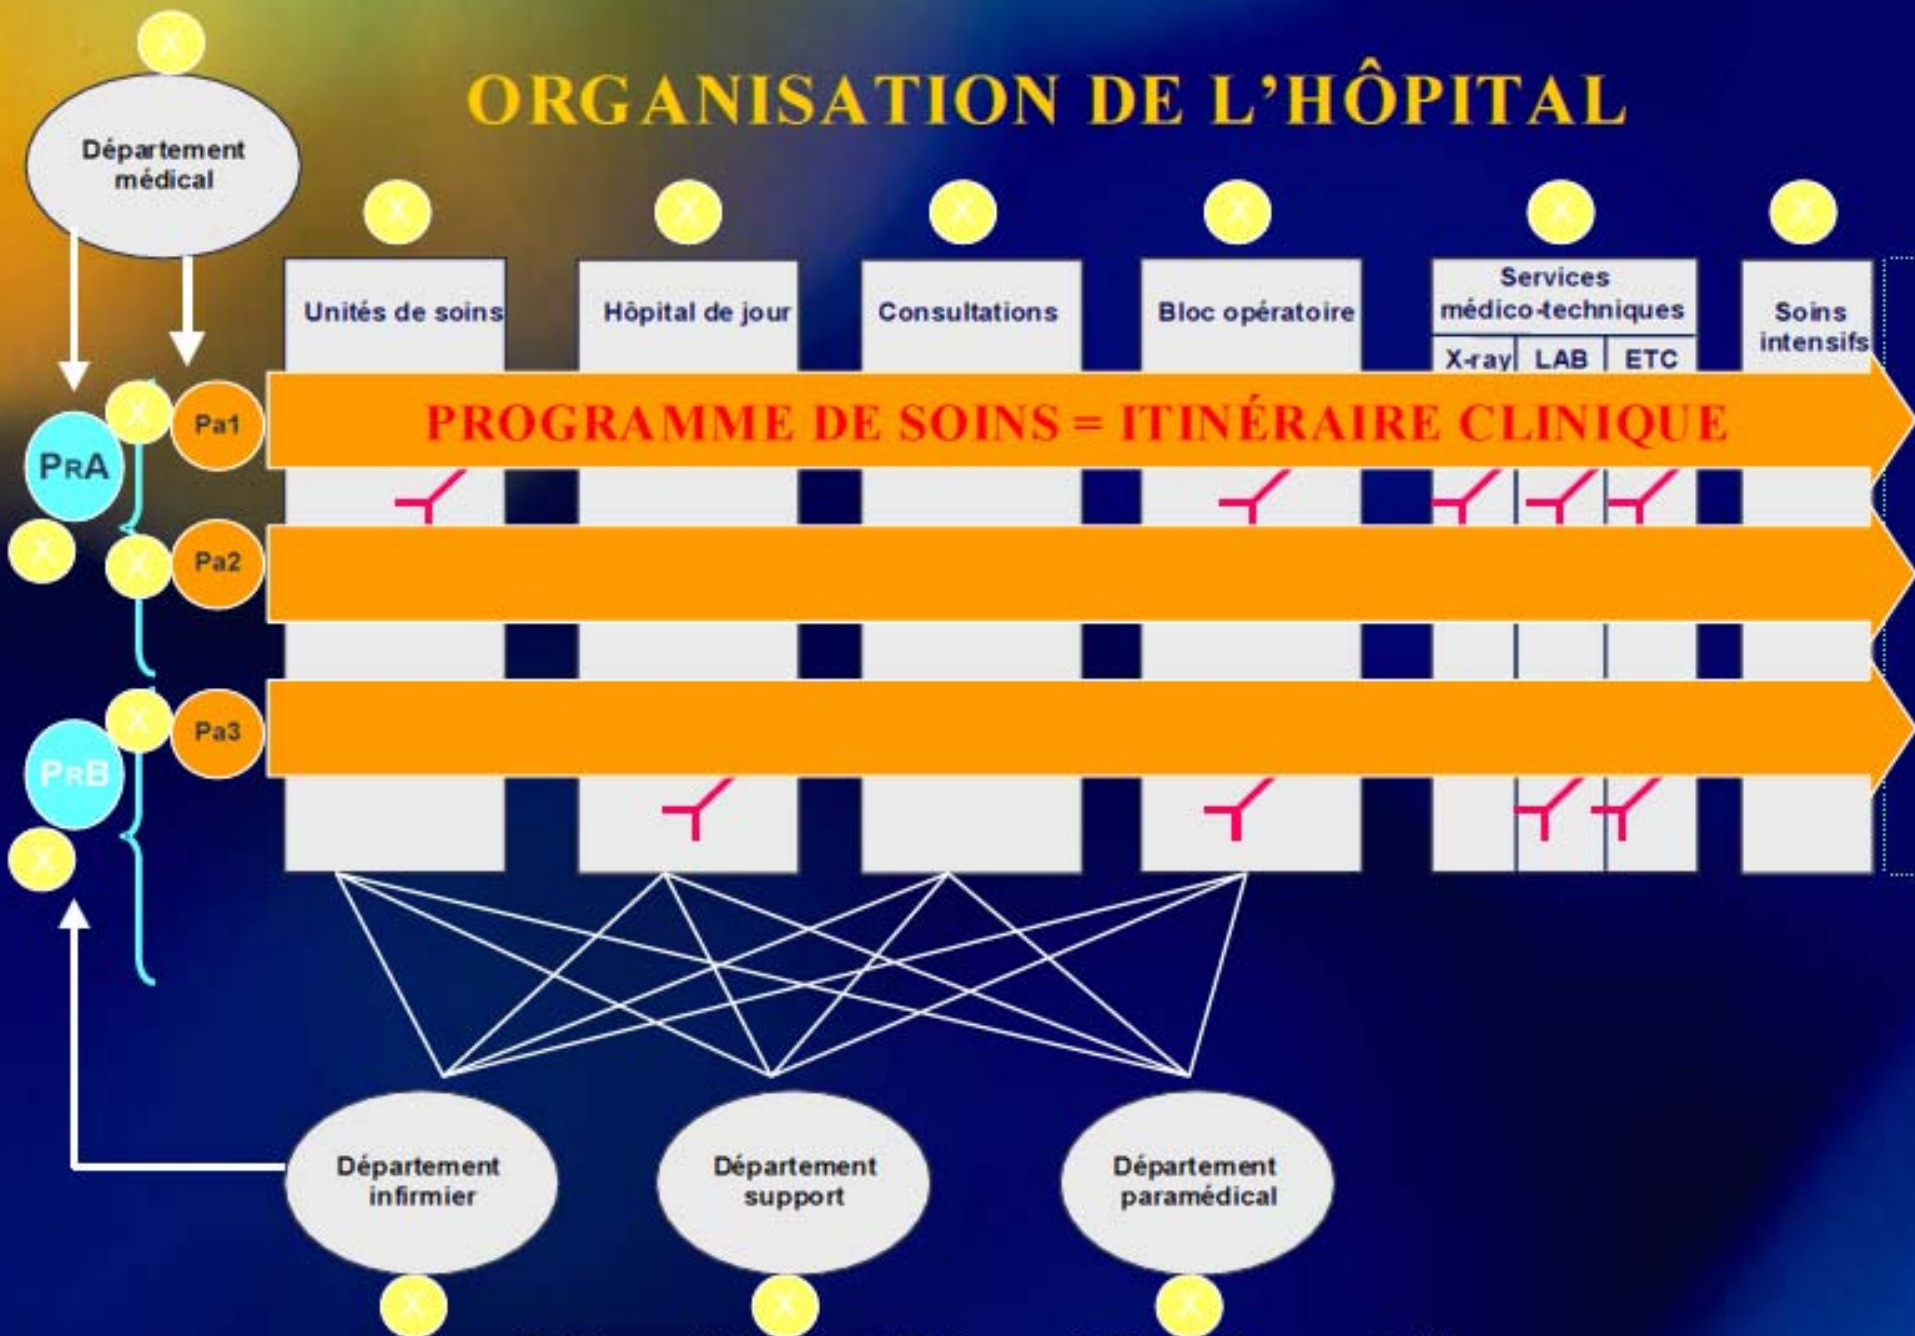 X
ORGANISATION DE L'HÔPITAL
Département
médical
X
X
X
X
X
X
Unités de soins
Hôpital de jour
Consultations
Bloc opératoire
Services
médico-techniques
X-ray
LAB
ETC
Soins
intensifs
X
Pa1
PROGRAMME DE SOINS = ITINÉRAIRE CLINIQUE
PRA
X
X
Pa2
X
Pa3
PRB
X
Département
infirmier
Département
support
Département
paramédical
X
X
X